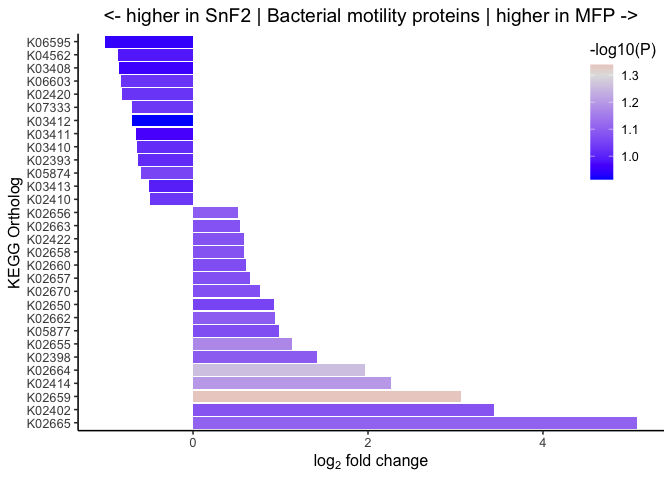 <- higher in SnF2 | Bacterial motility proteins | higher in MFP ->
-log10(P)
1.3
1.2
1.1
1.0
KEGG Ortholog
K06595
K04562
K03408
K06603
K02420
K07333
K03412
K03411
K03410
K02393
K05874
K03413
K02410
K02656
K02663
K02422
K02658
K02660
K02657
K02670
K02650
K02662
K05877
K02655
K02398
K02664
K02414
K02659
K02402
K02665
0 2 4
log2 fold change